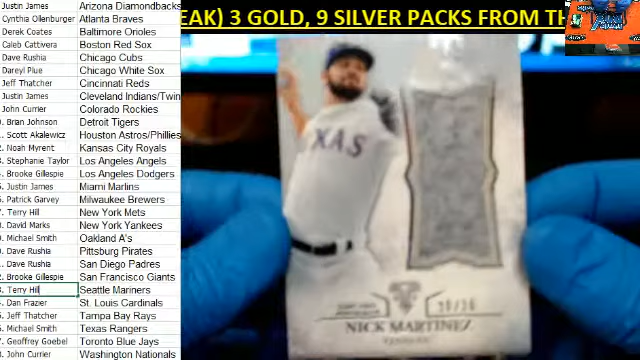 EAK) 3 GOLD, 9 SILVER PACKS FROM TH
Justin James Arizona Diamondbacks
Cynthia Ollenburger Atlanta Braves
Derek Coates Baltimore Orioles
Caleb Cattivera Boston Red Sox
Dave Rushia Chicago Cubs
Dareyl Plue Chicago White Sox
Jeff Thatcher Cincinnati Reds
Justin James Cleveland Indians/Twin
John Currier Colorado Rockies
Brian Johnson Detroit Tigers
Scott Akalewicz Houston Astros/Phillies
Noah Myrent Kansas City Royals
Stephanie Taylor Los Angeles Angels
Brooke Gillespie Los Angeles Dodgers
Justin James Miami Marlins
Patrick Garvey Milwaukee Brewers
Terry Hill New York Mets
David Marks New York Yankees
Michael Smith Oakland A's
Dave Rushia Pittsburg Pirates
Dave Rushia San Diego Padres
Brooke Gillespie San Francisco Giants
Terry Hill Seattle Mariners
Dan Frazier St. Louis Cardinals
Jeff Thatcher Tampa Bay Rays
Michael Smith Texas Rangers
Geoffrey Goebel Toronto Blue Jays
John Currier Washington Nationals
XAS
NICK MARTINEZ